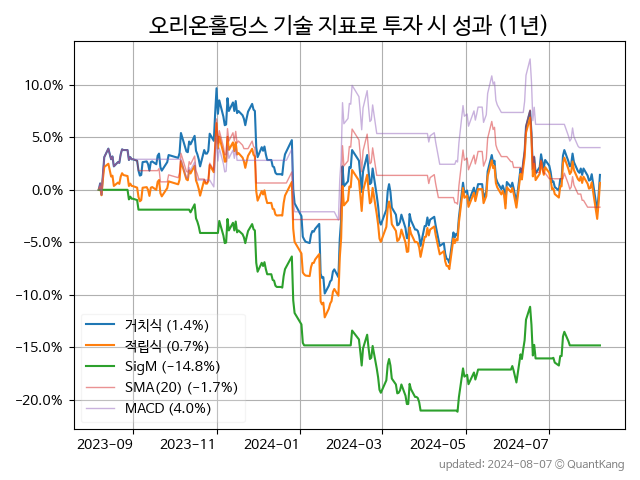 오리온홀딩스 기술 지표로 투자 시 성과 (1년)
10.0%
5.0%
0.0%
−5.0%
−10.0%
−15.0%
−20.0%
거치식 (1.4%)
적립식 (0.7%)
SigM (−14.8%)
SMA(20) (−1.7%)
MACD (4.0%)
2023-09 2023-11 2024-01 2024-03 2024-05 2024-07
updated: 2024-08-07 © QuantKang